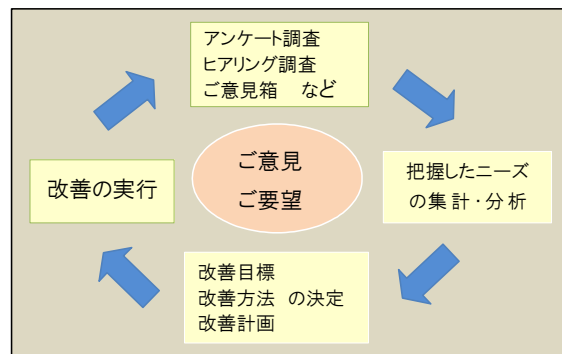 アンケート調査
ヒアリング調査
ご意見箱　など
把握したニーズ
の集計・分析
改善目標
改善方法　の決定
改善計画
改善の実行
ご意見
ご要望